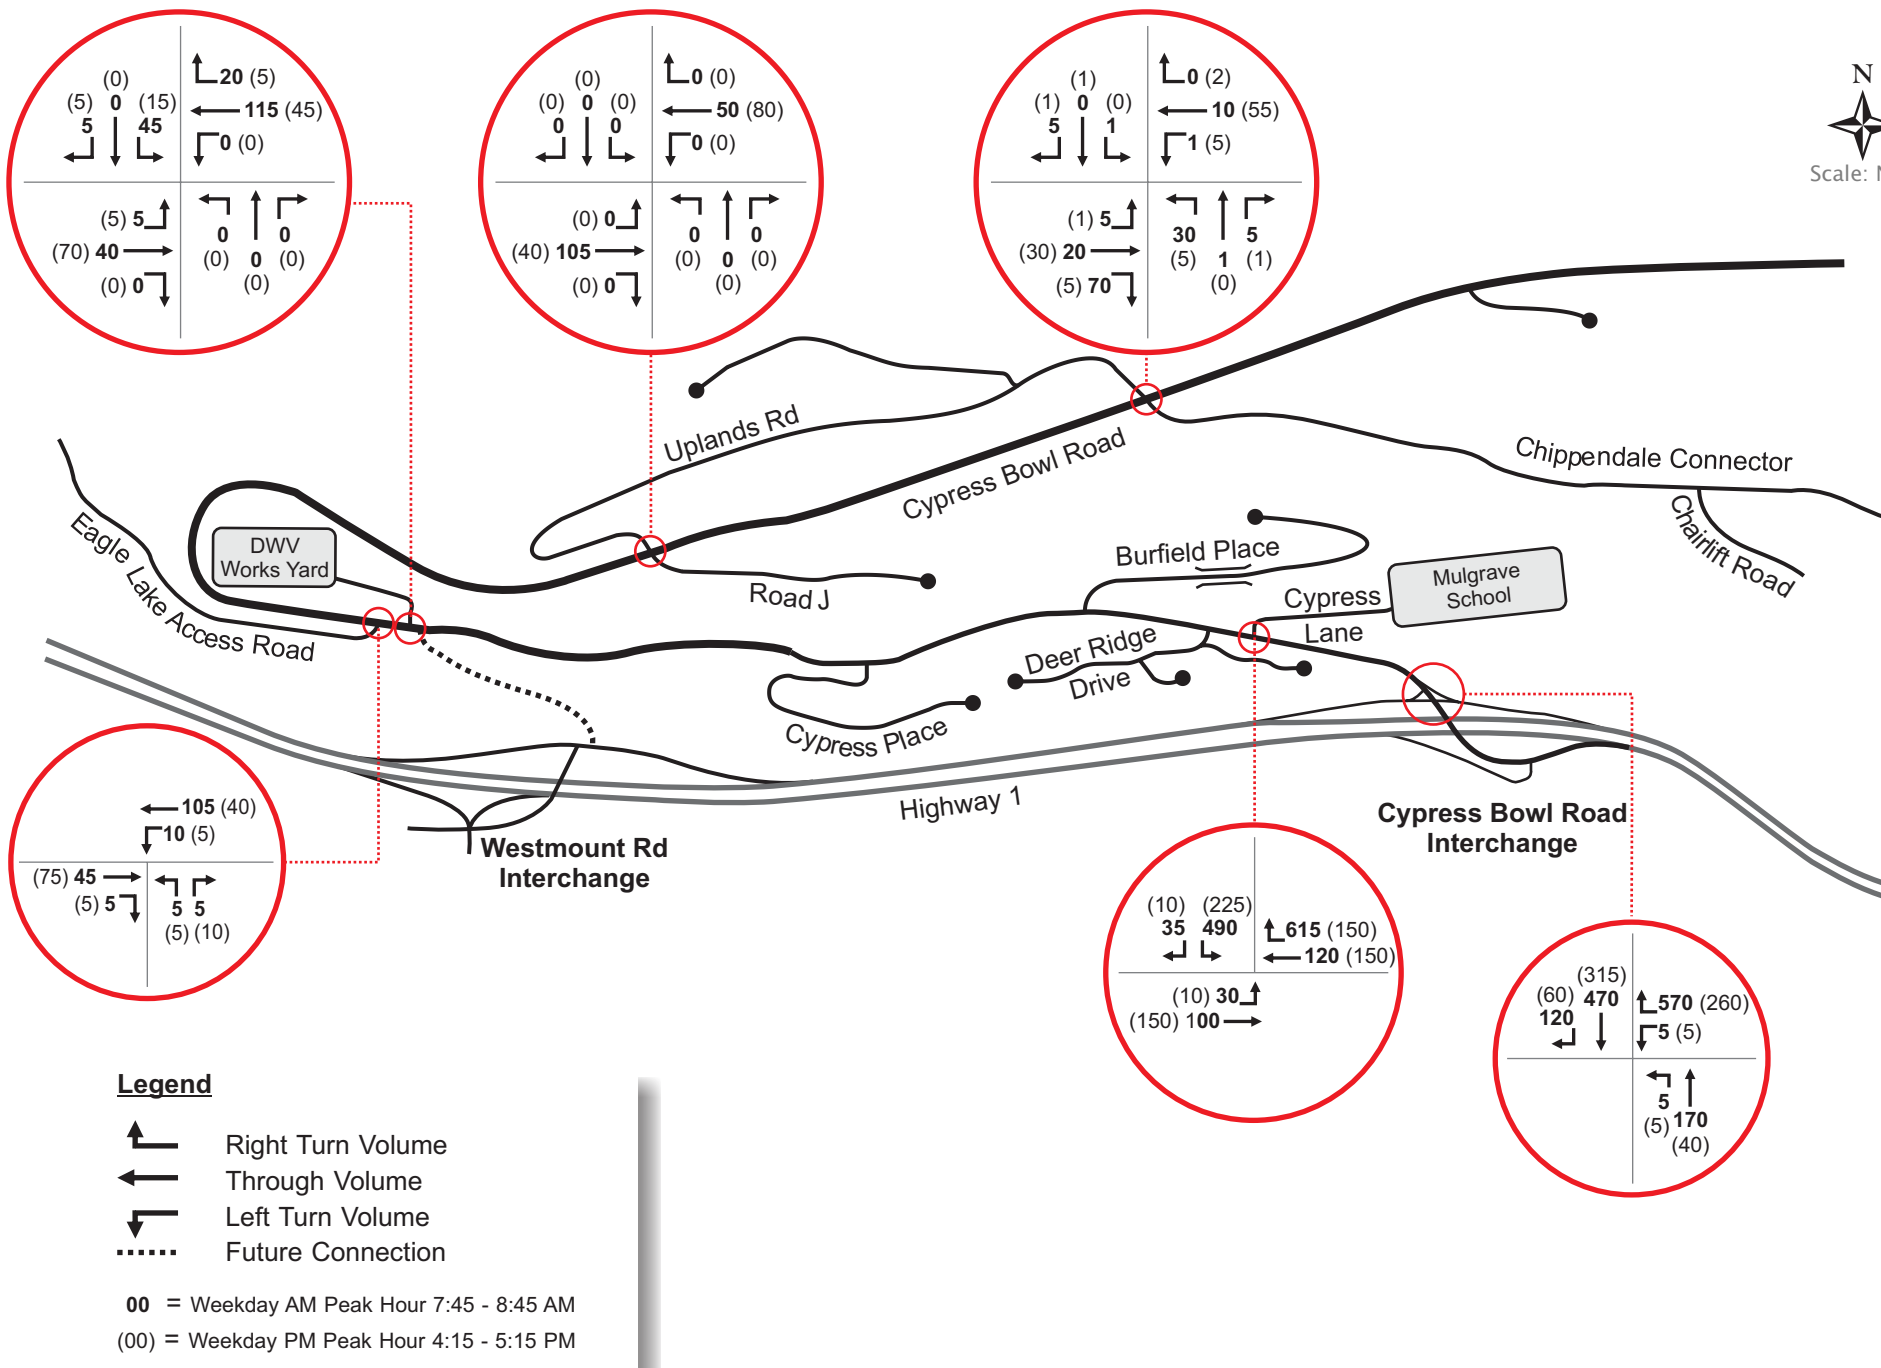 (0)
(5) 0 (15)
5 45
20 (5)
115 (45)
0 (0)
(5) 5
(70) 40
(0) 0
0 0
(0) 0 (0)
(0)
(0)
(0) 0 (0)
0 0
0 (0)
50 (80)
0 (0)
(0) 0
(40) 105
(0) 0
0 0
(0) 0 (0)
(0)
(1)
(1) 0 (0)
5 1
0 (2)
10 (55)
1 (5)
(1) 5
(30) 20
(5) 70
30 5
(5) 1 (1)
(0)
N
Scale: N
Uplands Rd
Cypress Bowl Road
Chippendale Connector
Chairlift Road
Eagle Lake Access Road
DWV
Works Yard
Road J
Burfield Place
Cypress
Lane
Mulgrave
School
Deer Ridge
Drive
Cypress Place
Highway 1
Westmount Rd
Interchange
Cypress Bowl Road
Interchange
105 (40)
10 (5)
(75) 45
(5) 5
5 5
(5) (10)
(10) (225)
35 490
615 (150)
120 (150)
(10) 30
(150) 100
(315)
(60) 470
120
570 (260)
5 (5)
5
(5) 170
(40)
Legend
Right Turn Volume
Through Volume
Left Turn Volume
Future Connection
00 = Weekday AM Peak Hour 7:45 - 8:45 AM
(00) = Weekday PM Peak Hour 4:15 - 5:15 PM